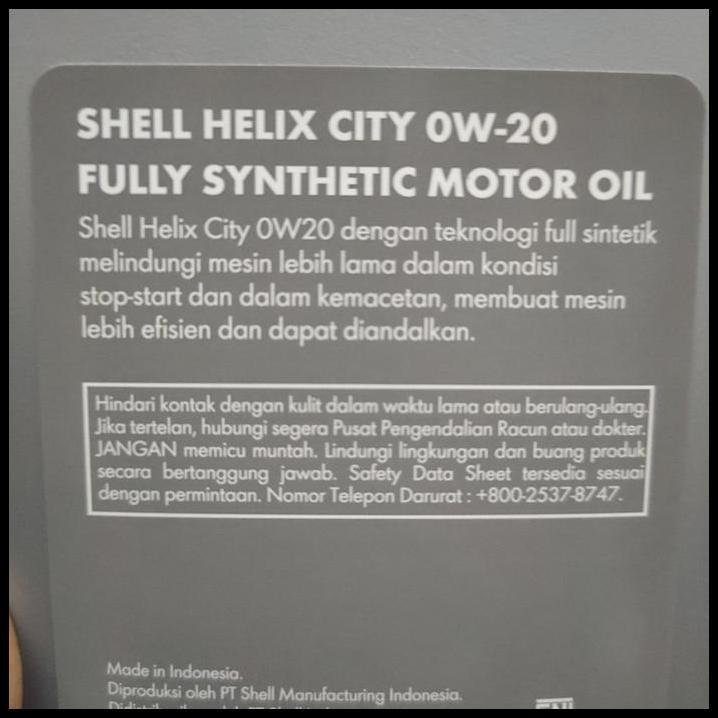 SHELL HELIX CITY 0W-20
FULLY SYNTHETIC MOTOR OIL
Shell Helix City 0W20 dengan teknologi full sintetik
melindungi mesin lebih lama dalam kondisi
stop-start dan dalam kemacetan, membuat mesin
lebih efisien dan dapat diandalkan.
Hindari kontak dengan kulit dalam waktu lama atau berulang-ulang.
Jika tertelan, hubungi segera Pusat Pengendalian Racun atau dokter.
JANGAN memicu muntah. Lindungi lingkungan dan buang produk
secara bertanggung jawab. Safety Data Sheet tersedia sesuai
dengan permintaan. Nomor Telepon Darurat : +800-2537-8747.
Made in Indonesia.
Diproduksi oleh PT Shell Manufacturing Indonesia.